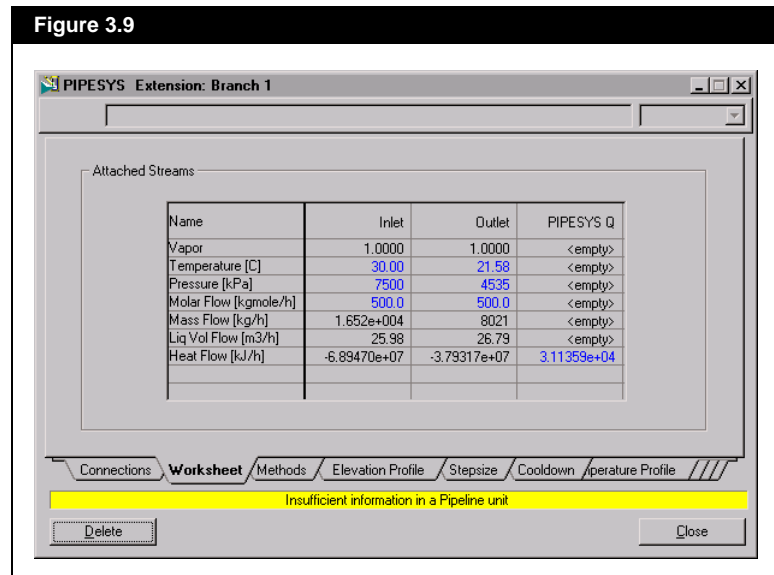 Figure 3.9
PIPESYS Extension: Branch 1
Attached Streams
Name Inlet Outlet PIPESYS Q
Vapor 1.0000 1.0000 <empty>
Temperature [C] 30.00 21.58 <empty>
Pressure [kPa] 7500 4535 <empty>
Molar Flow [kgmole/h] 500.0 500.0 <empty>
Mass Flow [kg/h] 1.652e+004 8021 <empty>
Liq Vol Flow [m3/h] 25.98 26.79 <empty>
Heat Flow [kJ/h] -6.89470e+07 -3.79317e+07 3.11359e+04
Connections Worksheet Methods Elevation Profile Stepsize Cooldown perature Profile
Insufficient information in a Pipeline unit
Delete Close